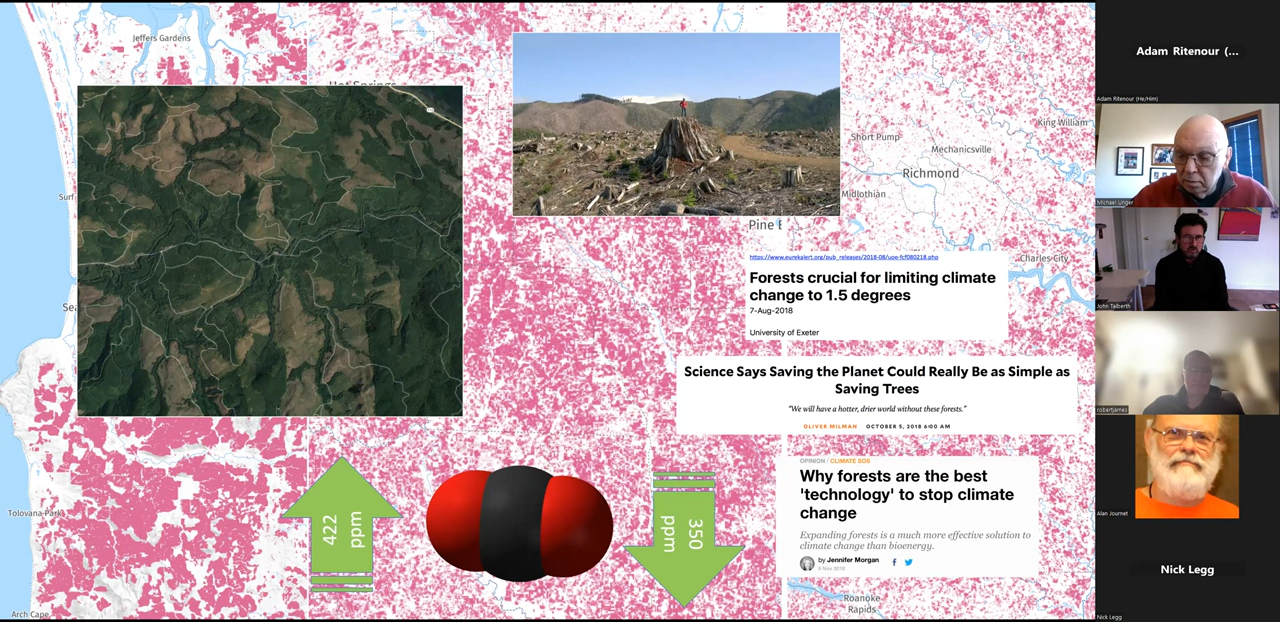 Jeffers Gardens
Hot Springs
Surf
Sea
Tolovana-Park
Arch Cape
Short Pump
Mechanicsville
King William
Richmond
Midlothian
Charles City
Pine
Roanoke
Rapids
https://www.eurekalert.org/pub_releases/2018-08/uoe-fcf080218.php
Forests crucial for limiting climate
change to 1.5 degrees
7-Aug-2018
University of Exeter
Science Says Saving the Planet Could Really Be as Simple as
Saving Trees
“We will have a hotter, drier world without these forests.”
OLIVER MILMAN OCTOBER 5, 2018 6:00 AM
OPINION / CLIMATE SOS
Why forests are the best
'technology' to stop climate
change
Expanding forests is a much more effective solution to
climate change than bioenergy.
by Jennifer Morgan
422
ppm
350
ppm
Adam Ritenour (...
Adam Ritenour (He/Him)
Michael Unger
John Talberth
robertjames
Alan Journet
Nick Legg
Nick Legg